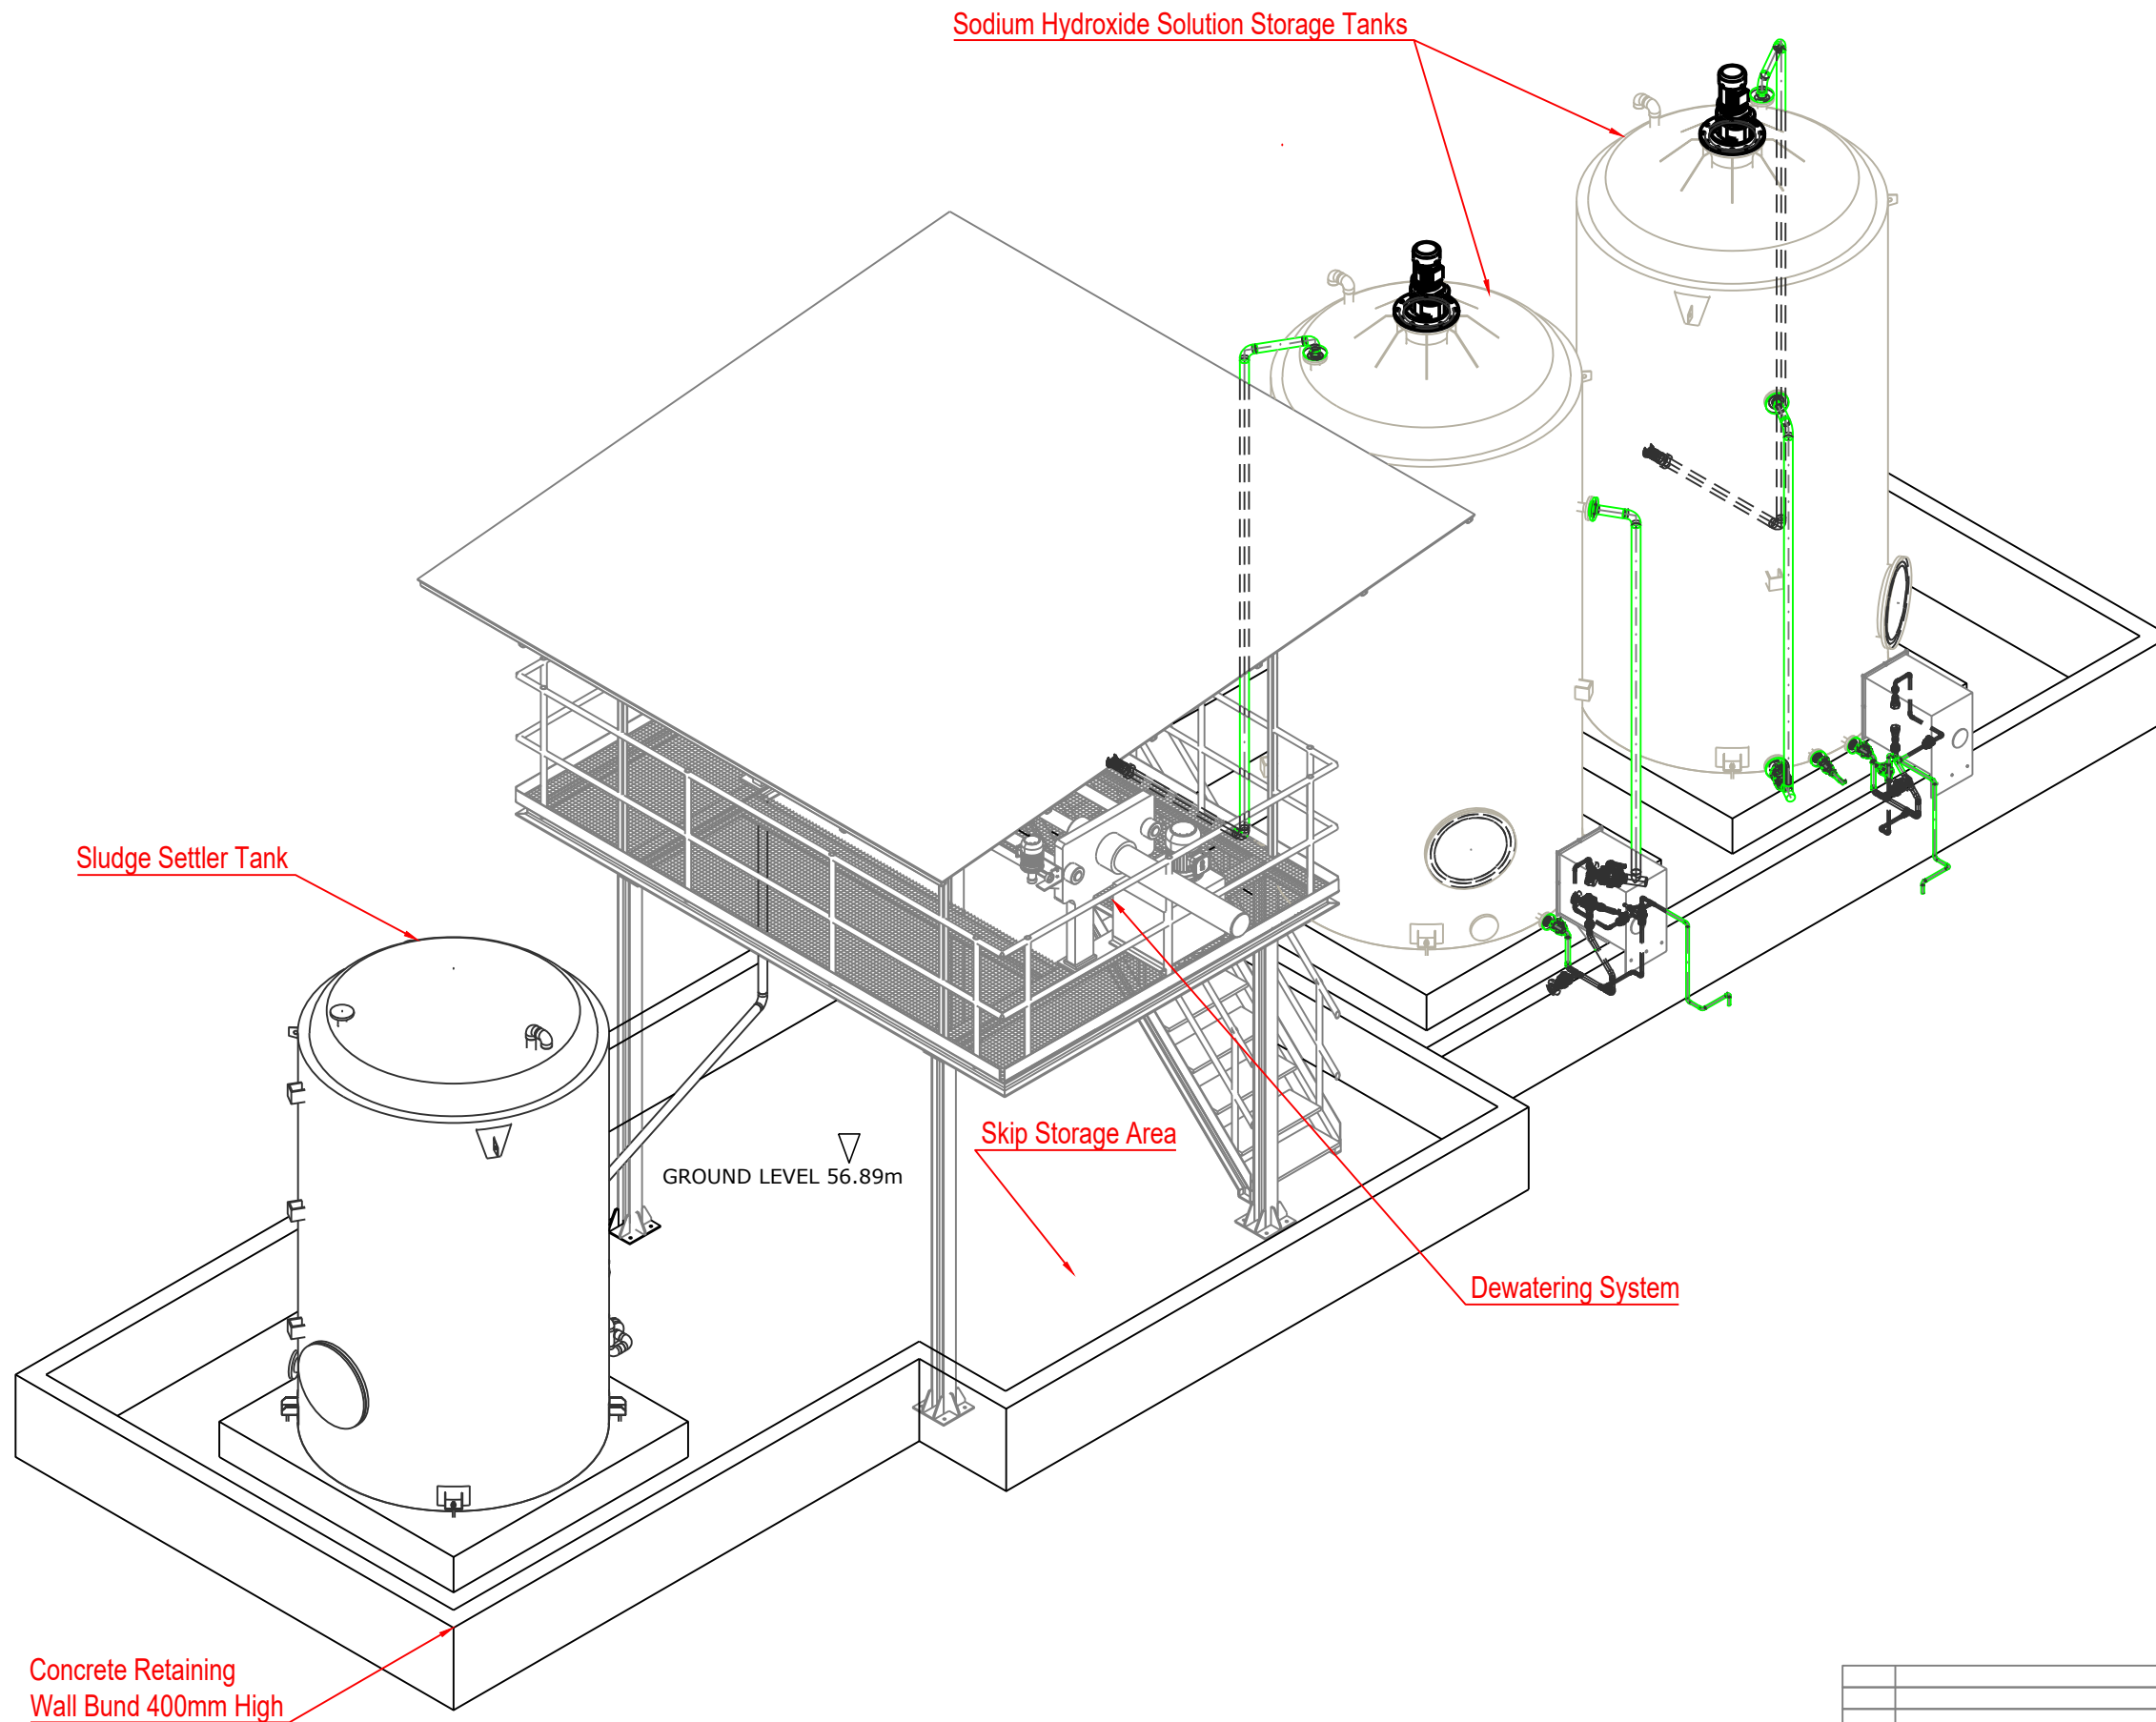 Sodium Hydroxide Solution Storage Tanks
Sludge Settler Tank
Skip Storage Area
GROUND LEVEL 56.89m
Dewatering System
Concrete Retaining
Wall Bund 400mm High